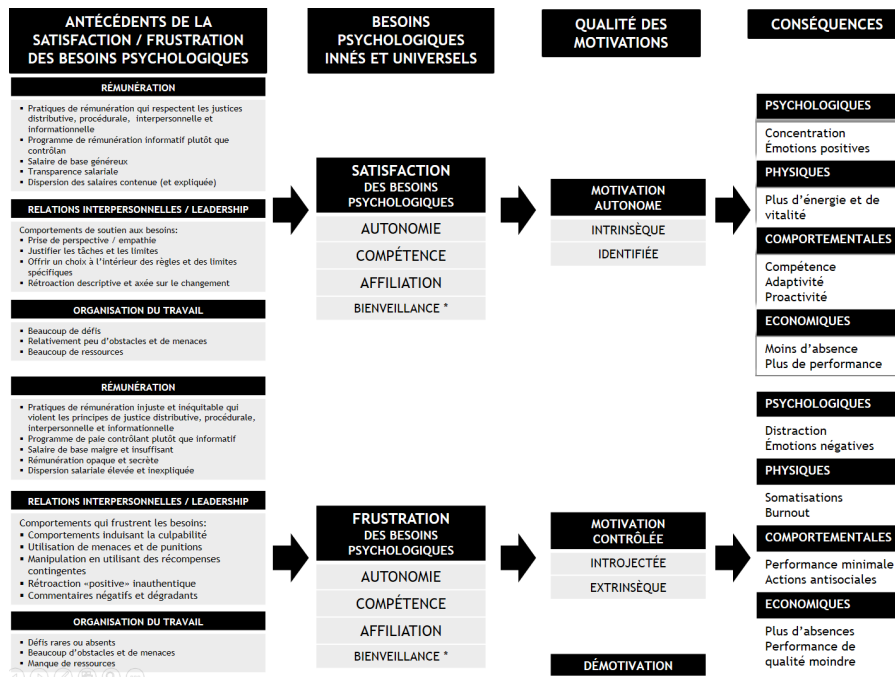 ANTÉCÉDENTS DE LA
SATISFACTION / FRUSTRATION
DES BESOINS PSYCHOLOGIQUES
BESOINS
PSYCHOLOGIQUES
INNÉS ET UNIVERSELS
QUALITÉ DES
MOTIVATIONS
CONSÉQUENCES
RÉMUNÉRATION
▪ Pratiques de rémunération qui respectent les justices
distributive, procédurale, interpersonnelle et
informationnelle
▪ Programme de rémunération informatif plutôt que
contrôlan
▪ Salaire de base généreux
▪ Transparence salariale
▪ Dispersion des salaires contenue (et expliquée)
RELATIONS INTERPERSONNELLES / LEADERSHIP
Comportements de soutien aux besoins:
▪ Prise de perspective / empathie
▪ Justifier les tâches et les limites
▪ Offrir un choix à l'intérieur des règles et des limites
spécifiques
▪ Rétroaction descriptive et axée sur le changement
ORGANISATION DU TRAVAIL
▪ Beaucoup de défis
▪ Relativement peu d'obstacles et de menaces
▪ Beaucoup de ressources
SATISFACTION
DES BESOINS
PSYCHOLOGIQUES
AUTONOMIE
COMPÉTENCE
AFFILIATION
BIENVEILLANCE *
MOTIVATION
AUTONOME
INTRINSÈQUE
IDENTIFIÉE
PSYCHOLOGIQUES
Concentration
Émotions positives
PHYSIQUES
Plus d'énergie et de
vitalité
COMPORTEMENTALES
Compétence
Adaptivité
Proactivité
ECONOMIQUES
Moins d'absence
Plus de performance
RÉMUNÉRATION
▪ Pratiques de rémunération injuste et inéquitable qui
violent les principes de justice distributive, procédurale,
interpersonnelle et informationnelle
▪ Programme de paie contrôlant plutôt que informatif
▪ Salaire de base maigre et insuffisant
▪ Rémunération opaque et secrète
▪ Dispersion salariale élevée et inexpliquée
RELATIONS INTERPERSONNELLES / LEADERSHIP
Comportements qui frustrent les besoins:
▪ Comportements induisant la culpabilité
▪ Utilisation de menaces et de punitions
▪ Manipulation en utilisant des récompenses
contingentes
▪ Rétroaction «positive» inauthentique
▪ Commentaires négatifs et dégradants
ORGANISATION DU TRAVAIL
▪ Défis rares ou absents
▪ Beaucoup d'obstacles et de menaces
▪ Manque de ressources
FRUSTRATION
DES BESOINS
PSYCHOLOGIQUES
AUTONOMIE
COMPÉTENCE
AFFILIATION
BIENVEILLANCE *
MOTIVATION
CONTRÔLÉE
INTROJECTÉE
EXTRINSÈQUE
DÉMOTIVATION
PSYCHOLOGIQUES
Distraction
Émotions négatives
PHYSIQUES
Somatisations
Burnout
COMPORTEMENTALES
Performance minimale
Actions antisociales
ECONOMIQUES
Plus d'absences
Performance de
qualité moindre